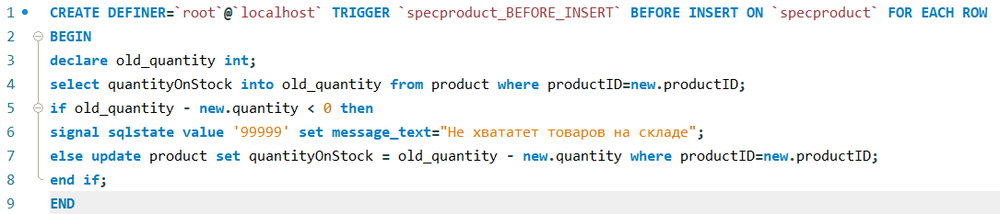 1 CREATE DEFINER=`root`@`localhost` TRIGGER `specproduct_BEFORE_INSERT` BEFORE INSERT ON `specproduct` FOR EACH ROW
2 BEGIN
3 declare old_quantity int;
4 select quantityOnStock into old_quantity from product where productID=new.productID;
5 if old_quantity - new.quantity < 0 then
6 signal sqlstate value '99999' set message_text="Не хвататет товаров на складе";
7 else update product set quantityOnStock = old_quantity - new.quantity where productID=new.productID;
8 end if;
9 END